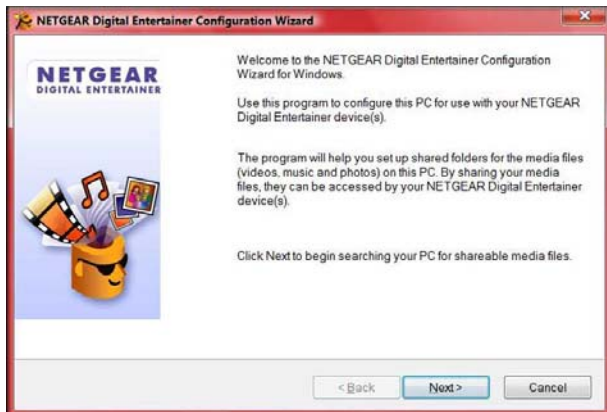 NETGEAR Digital Entertainer Configuration Wizard
NETGEAR
DIGITAL ENTERTAINER
Welcome to the NETGEAR Digital Entertainer Configuration
Wizard for Windows.
Use this program to configure this PC for use with your NETGEAR
Digital Entertainer device(s).
The program will help you set up shared folders for the media files
(videos, music and photos) on this PC. By sharing your media
files, they can be accessed by your NETGEAR Digital Entertainer
device(s).
Click Next to begin searching your PC for shareable media files.
< Back
Next >
Cancel